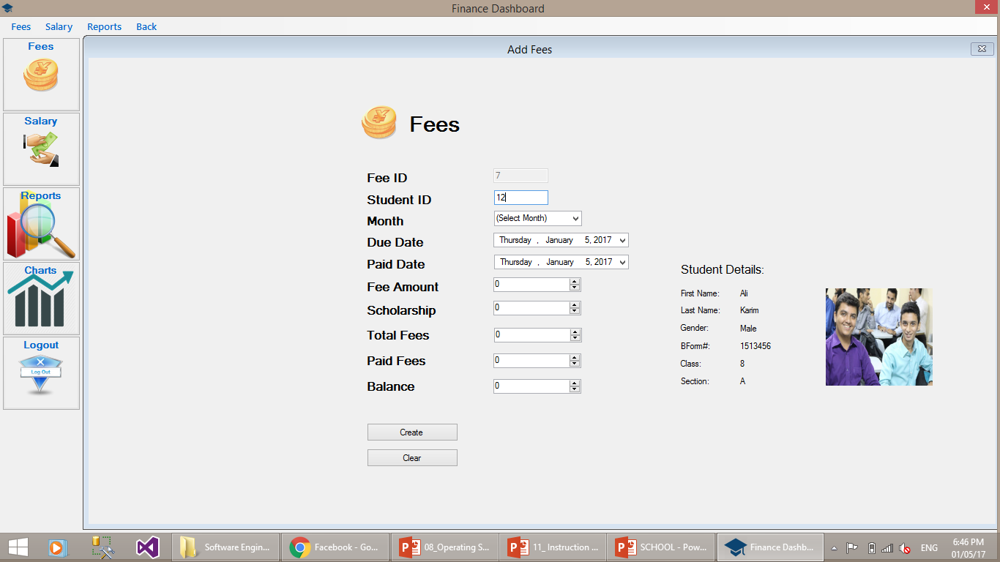 Finance Dashboard
Fees Salary Reports Back
Fees
Salary
Reports
Charts
Logout
Log Out
Add Fees
Fees
Fee ID 7
Student ID 12
Month (Select Month)
Due Date Thursday , January 5, 2017
Paid Date Thursday , January 5, 2017
Fee Amount 0
Scholarship 0
Total Fees 0
Paid Fees 0
Balance 0
Create
Clear
Student Details:
First Name: Ali
Last Name: Karim
Gender: Male
BForm#: 1513456
Class: 8
Section: A
Software Engin...
Facebook - Go...
08_Operating S...
11_ Instruction ...
SCHOOL - Pow...
Finance Dashb...
ENG
6:46 PM
01/05/17